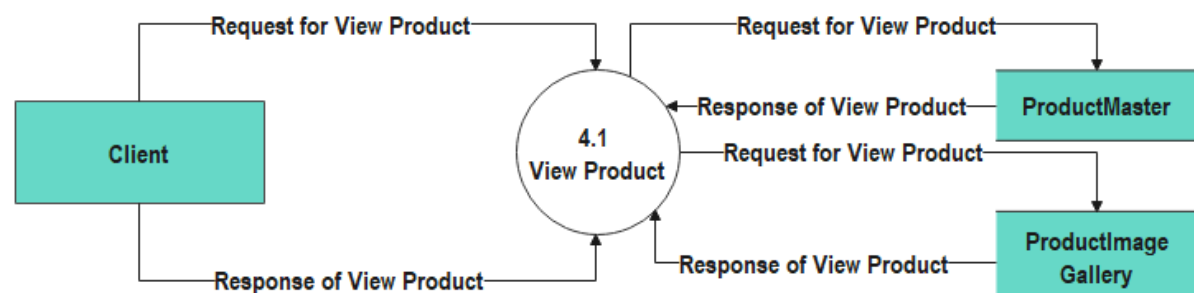 Request for View Product
Request for View Product
Client
4.1
View Product
Response of View Product
ProductMaster
Request for View Product
Response of View Product
ProductImage
Gallery
Response of View Product